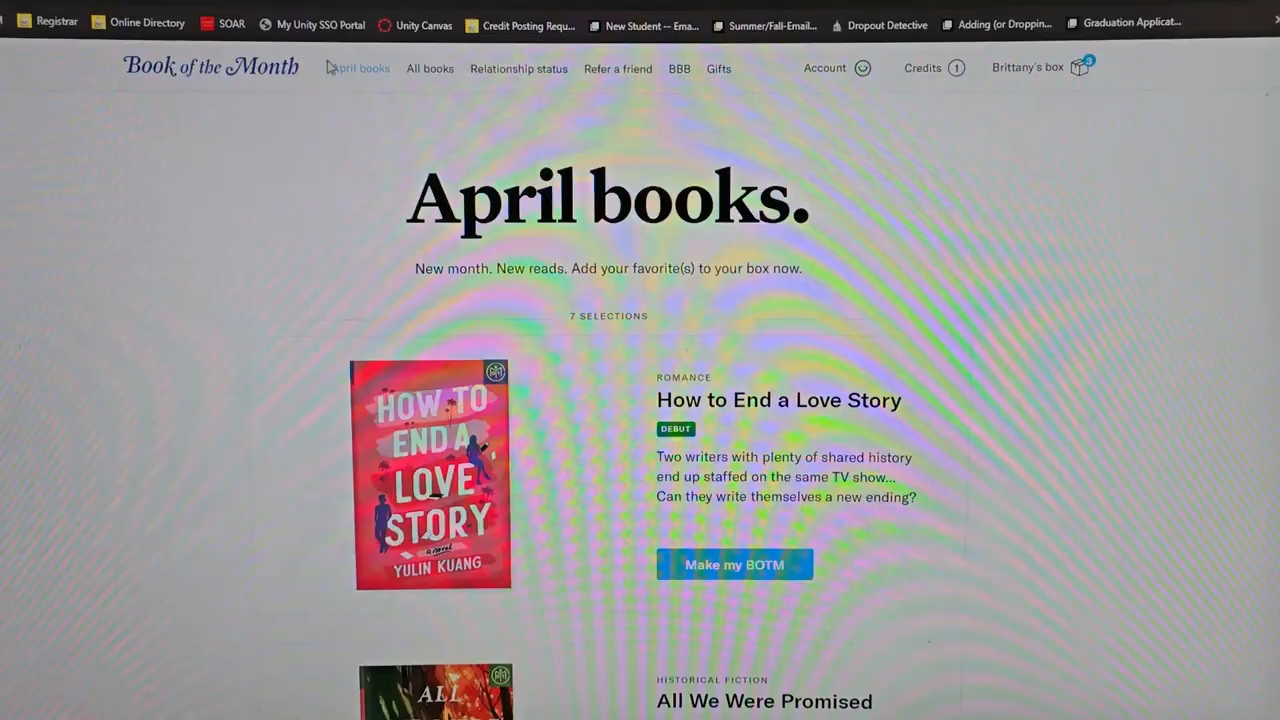 Registrar Online Directory SOAR My Unity SSO Portal Unity Canvas Credit Posting Requ... New Student -- Ema... Summer/Fall-Email... Dropout Detective Adding (or Droppin... Graduation Applicat...
Book of the Month April books All books Relationship status Refer a friend BBB Gifts Account Credits 1 Brittany's box 3
April books.
New month. New reads. Add your favorite(s) to your box now.
7 SELECTIONS
HOW TO
END A
LOVE
STORY
a novel
YULIN KUANG
ROMANCE
How to End a Love Story
DEBUT
Two writers with plenty of shared history
end up staffed on the same TV show...
Can they write themselves a new ending?
Make my BOTM
ALL
HISTORICAL FICTION
All We Were Promised